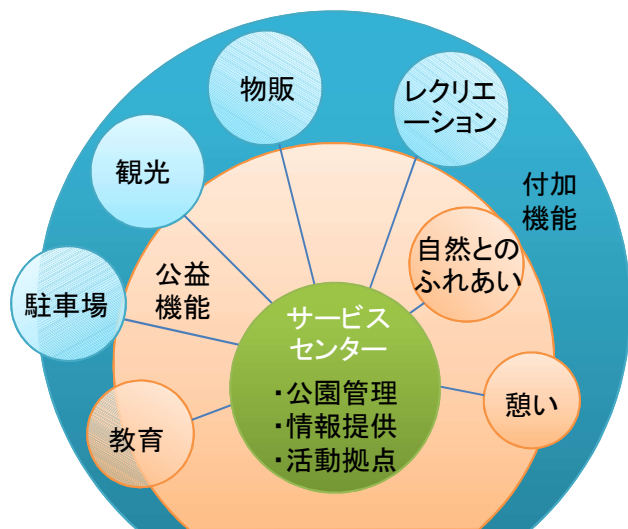 物販
レクリエ
ーション
観光
付加
機能
自然との
ふれあい
公益
機能
駐車場
サービス
センター
・公園管理
・情報提供
・活動拠点
憩い
教育